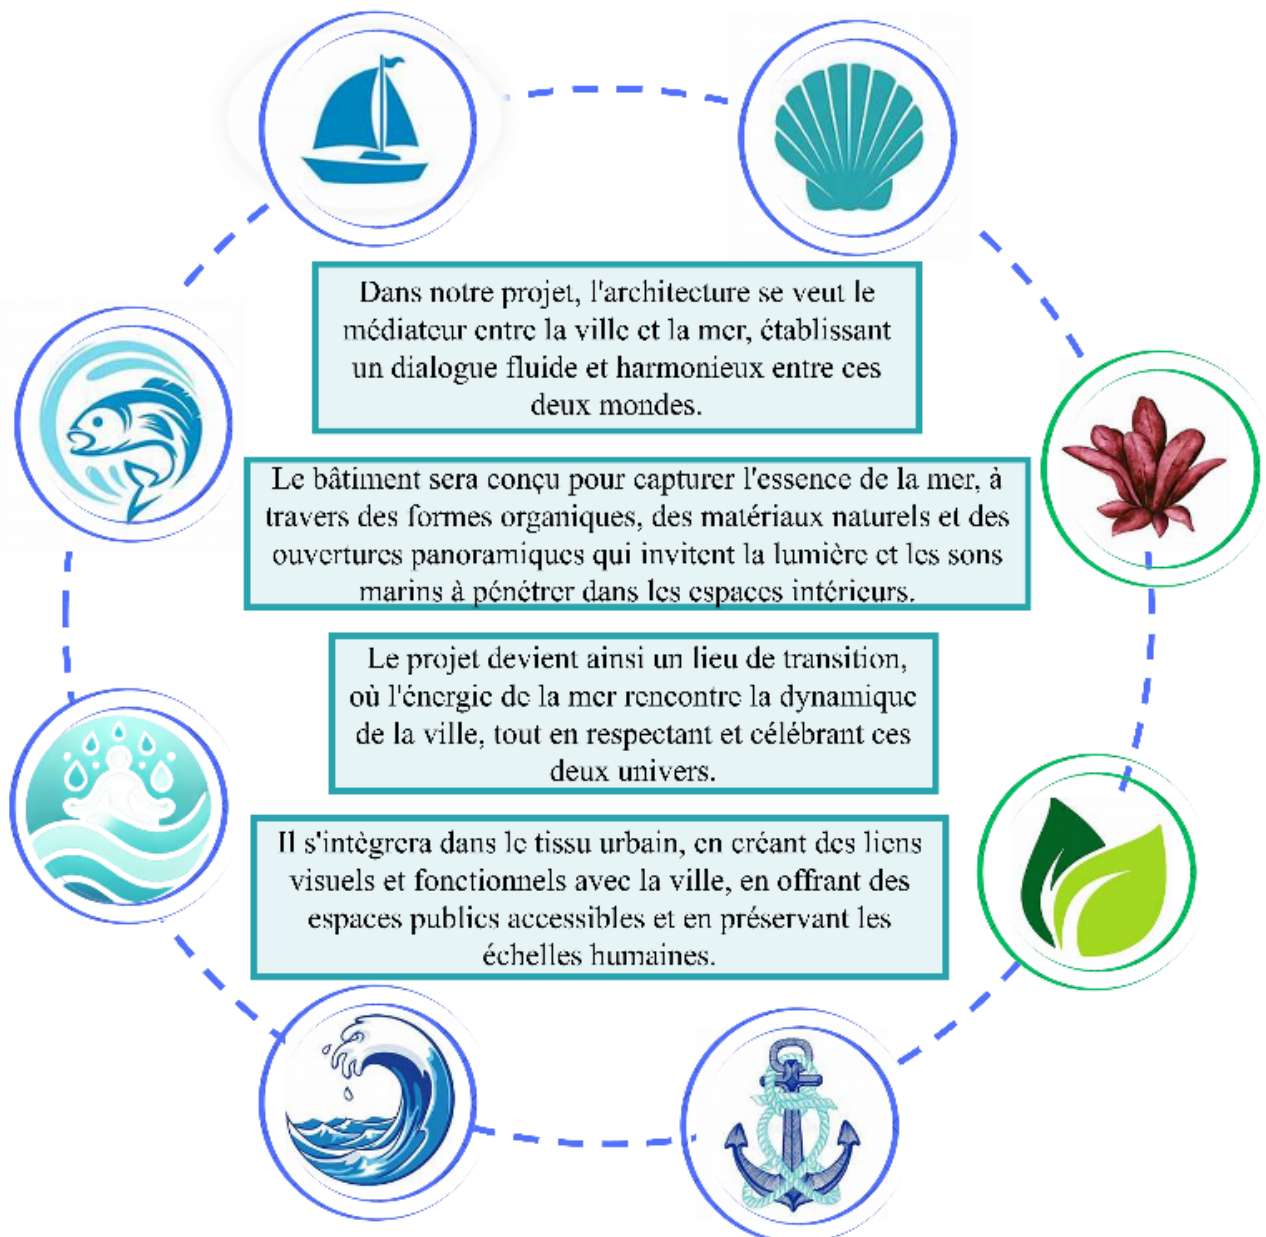 Dans notre projet, l'architecture se veut le
médiateur entre la ville et la mer, établissant
un dialogue fluide et harmonieux entre ces
deux mondes.
Le bâtiment sera conçu pour capturer l'essence de la mer, à
travers des formes organiques, des matériaux naturels et des
ouvertures panoramiques qui invitent la lumière et les sons
marins à pénétrer dans les espaces intérieurs.
Le projet devient ainsi un lieu de transition,
où l'énergie de la mer rencontre la dynamique
de la ville, tout en respectant et célébrant ces
deux univers.
Il s'intègrera dans le tissu urbain, en créant des liens
visuels et fonctionnels avec la ville, en offrant des
espaces publics accessibles et en préservant les
échelles humaines.